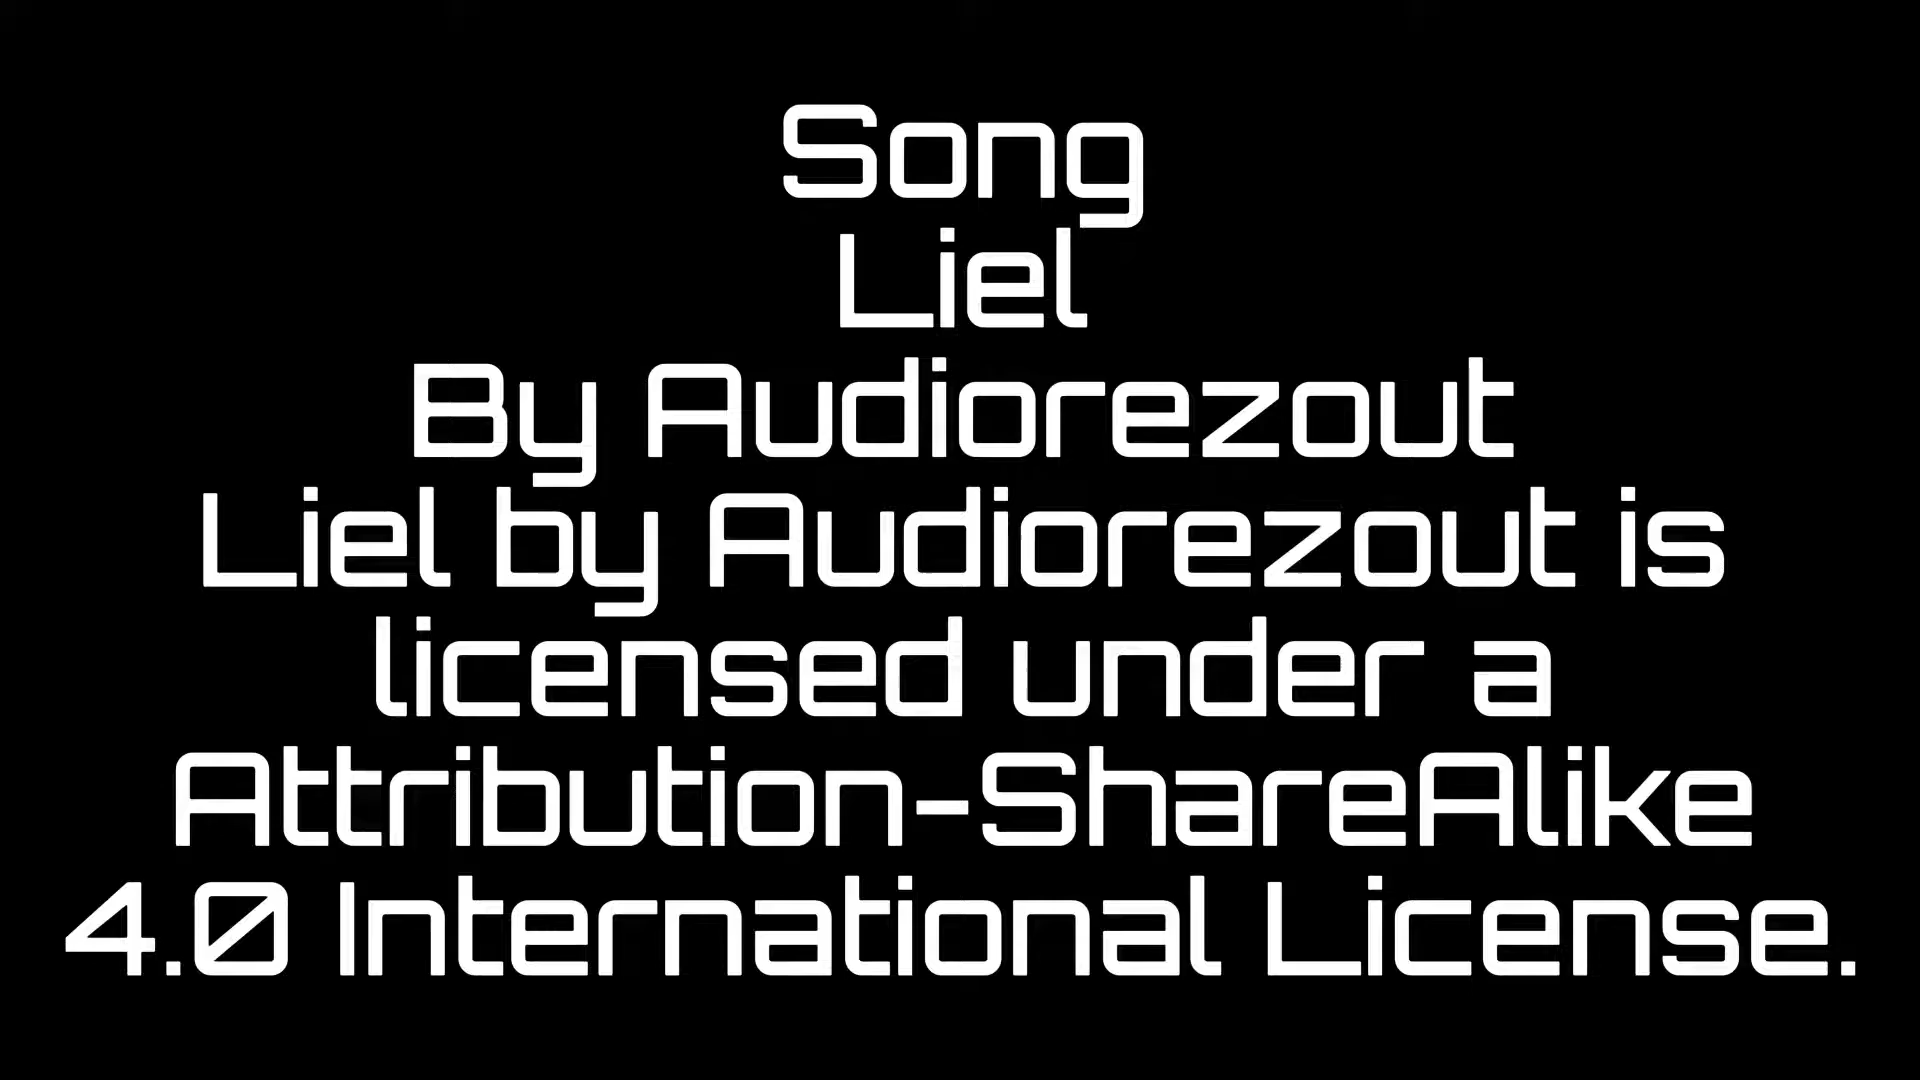 Song
Liel
By Audiorezout
Liel by Audiorezout is
licensed under a
Attribution-ShareAlike
4.0 International License.